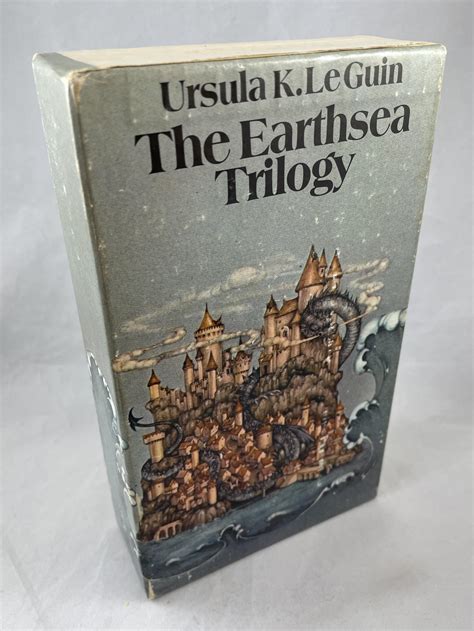 Ursula K. Le Guin
The Earthsea
Trilogy